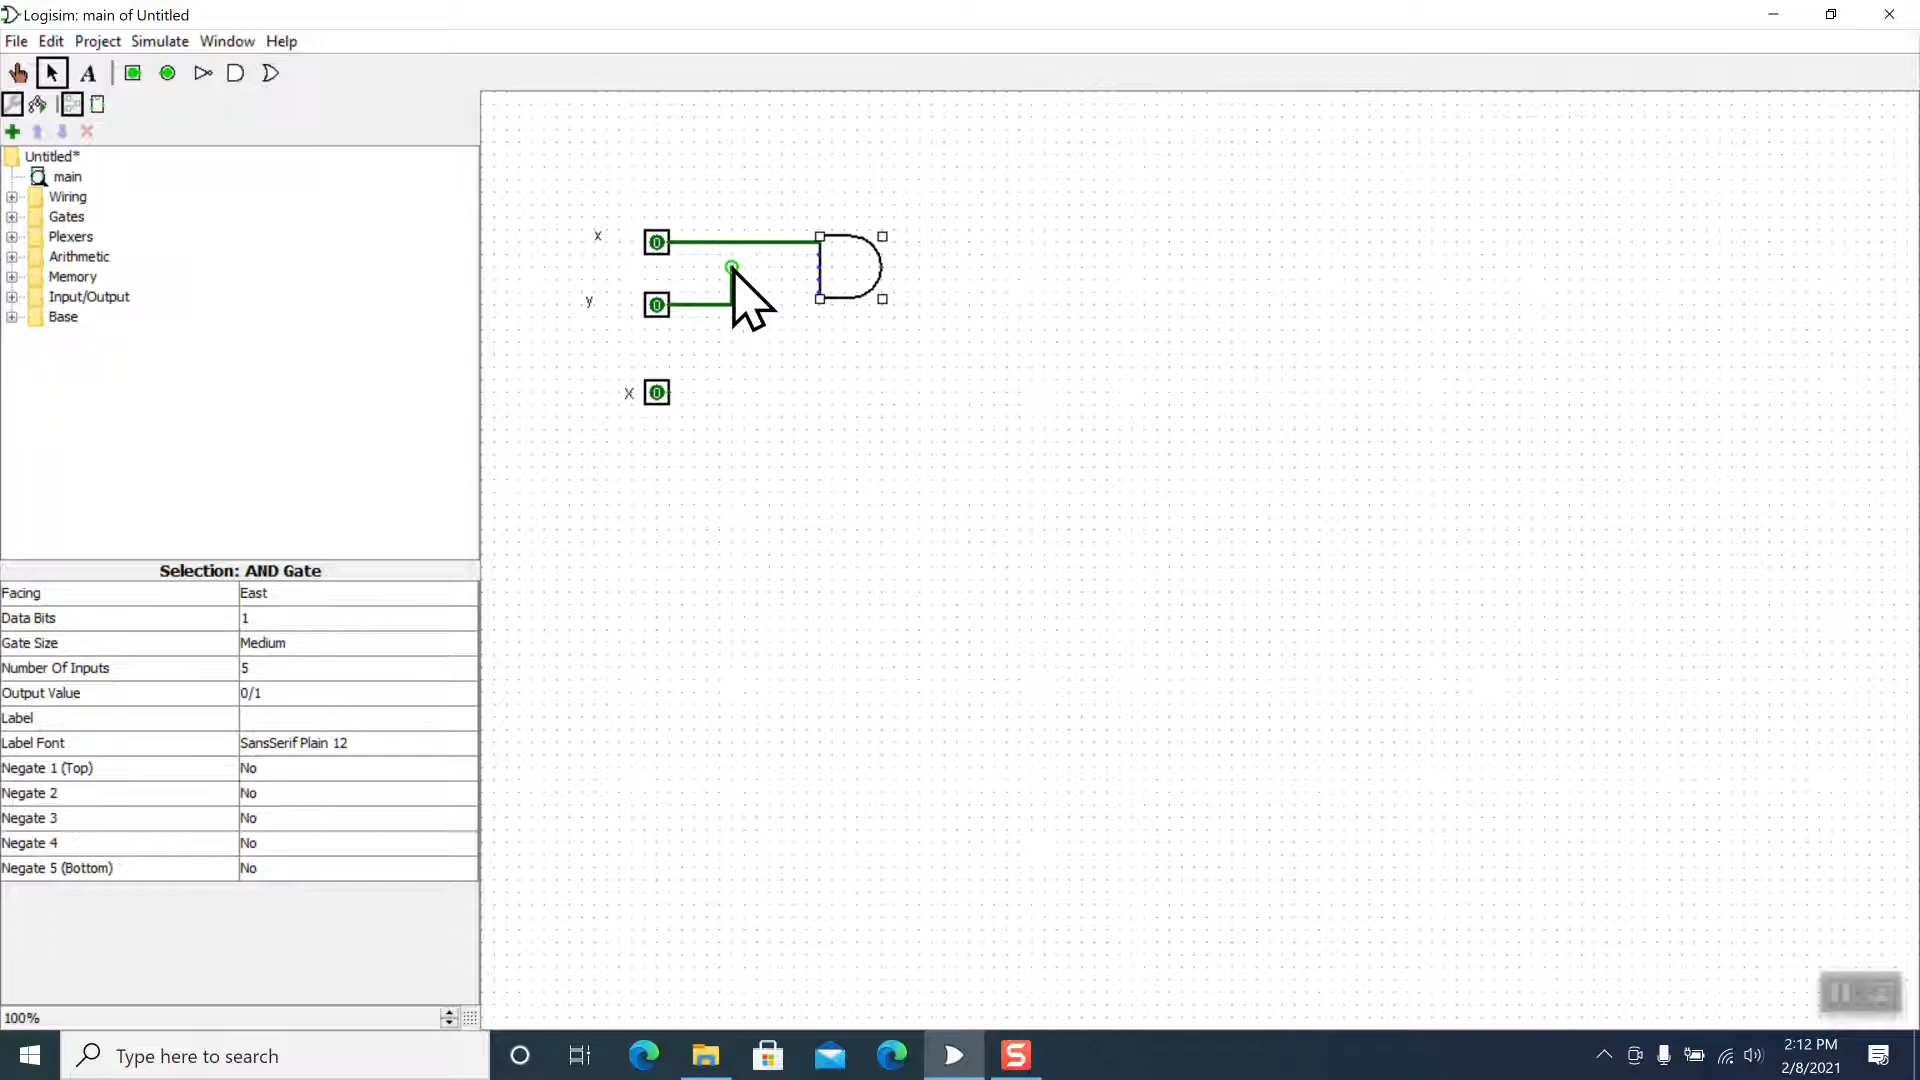 Logisim: main of Untitled
File Edit Project Simulate Window Help
A
Untitled*
main
Wiring
Gates
Plexers
Arithmetic
Memory
Input/Output
Base
x
0
y
0
x
0
Selection: AND Gate
Facing East
Data Bits 1
Gate Size Medium
Number Of Inputs 5
Output Value 0/1
Label
Label Font SansSerif Plain 12
Negate 1 (Top) No
Negate 2 No
Negate 3 No
Negate 4 No
Negate 5 (Bottom) No
100%
Type here to search
S
2:12 PM
2/8/2021